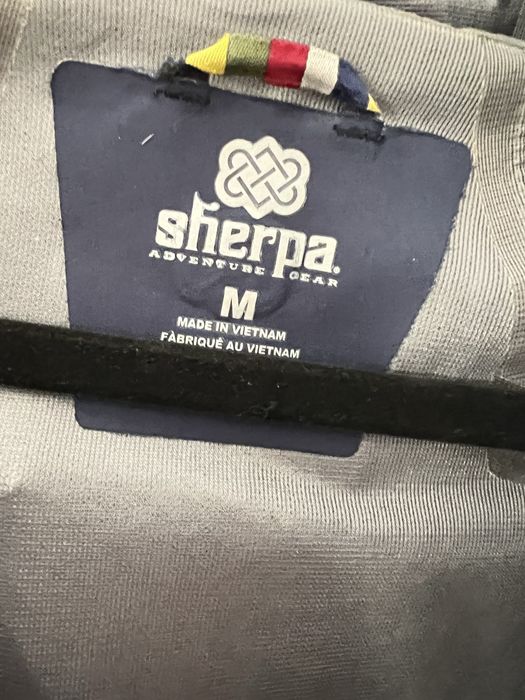 sherpa.
ADVENTURE GEAR
M
MADE IN VIETNAM
FABRIQUÉ AU VIETNAM